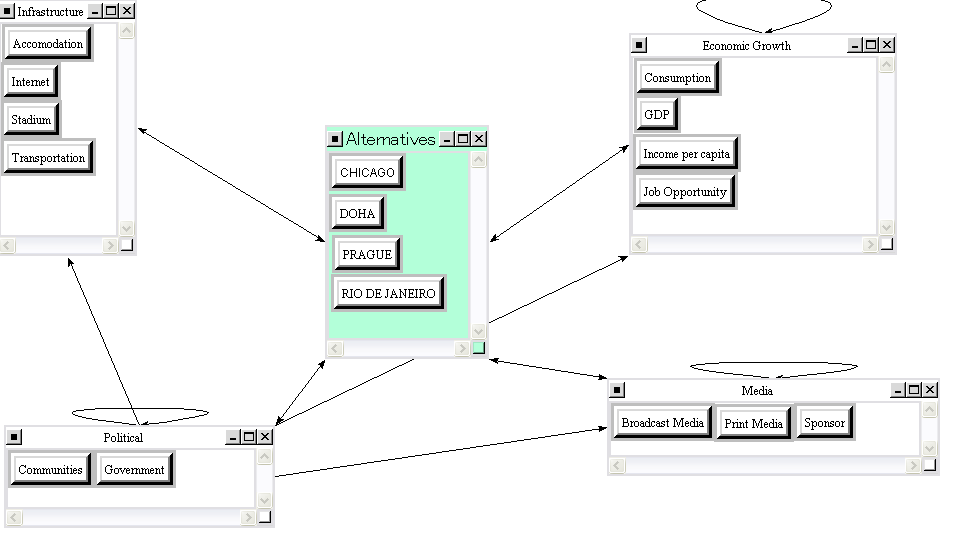 Infrastructure
Accomodation
Internet
Stadium
Transportation
Economic Growth
Consumption
GDP
Income per capita
Job Opportunity
Alternatives
CHICAGO
DOHA
PRAGUE
RIO DE JANEIRO
Political
Communities Government
Media
Broadcast Media Print Media Sponsor